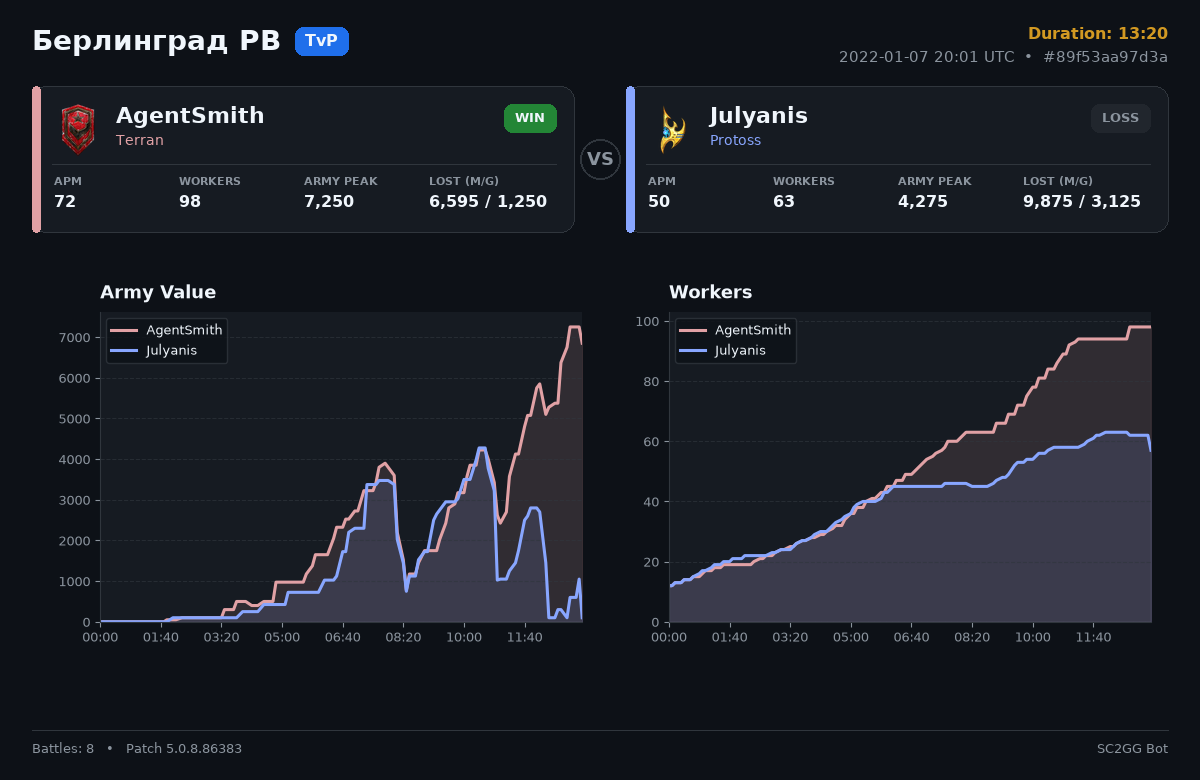 Берлинград РВ TvP
Duration: 13:20
2022-01-07 20:01 UTC • #89f53aa97d3a
AgentSmith
Terran
WIN
APM WORKERS ARMY PEAK LOST (M/G)
72 98 7,250 6,595 / 1,250
VS
Julyanis
Protoss
LOSS
APM WORKERS ARMY PEAK LOST (M/G)
50 63 4,275 9,875 / 3,125
Army Value
AgentSmith
Julyanis
7000
6000
5000
4000
3000
2000
1000
0
00:00 01:40 03:20 05:00 06:40 08:20 10:00 11:40
Workers
AgentSmith
Julyanis
100
80
60
40
20
0
00:00 01:40 03:20 05:00 06:40 08:20 10:00 11:40
Battles: 8 • Patch 5.0.8.86383
SC2GG Bot